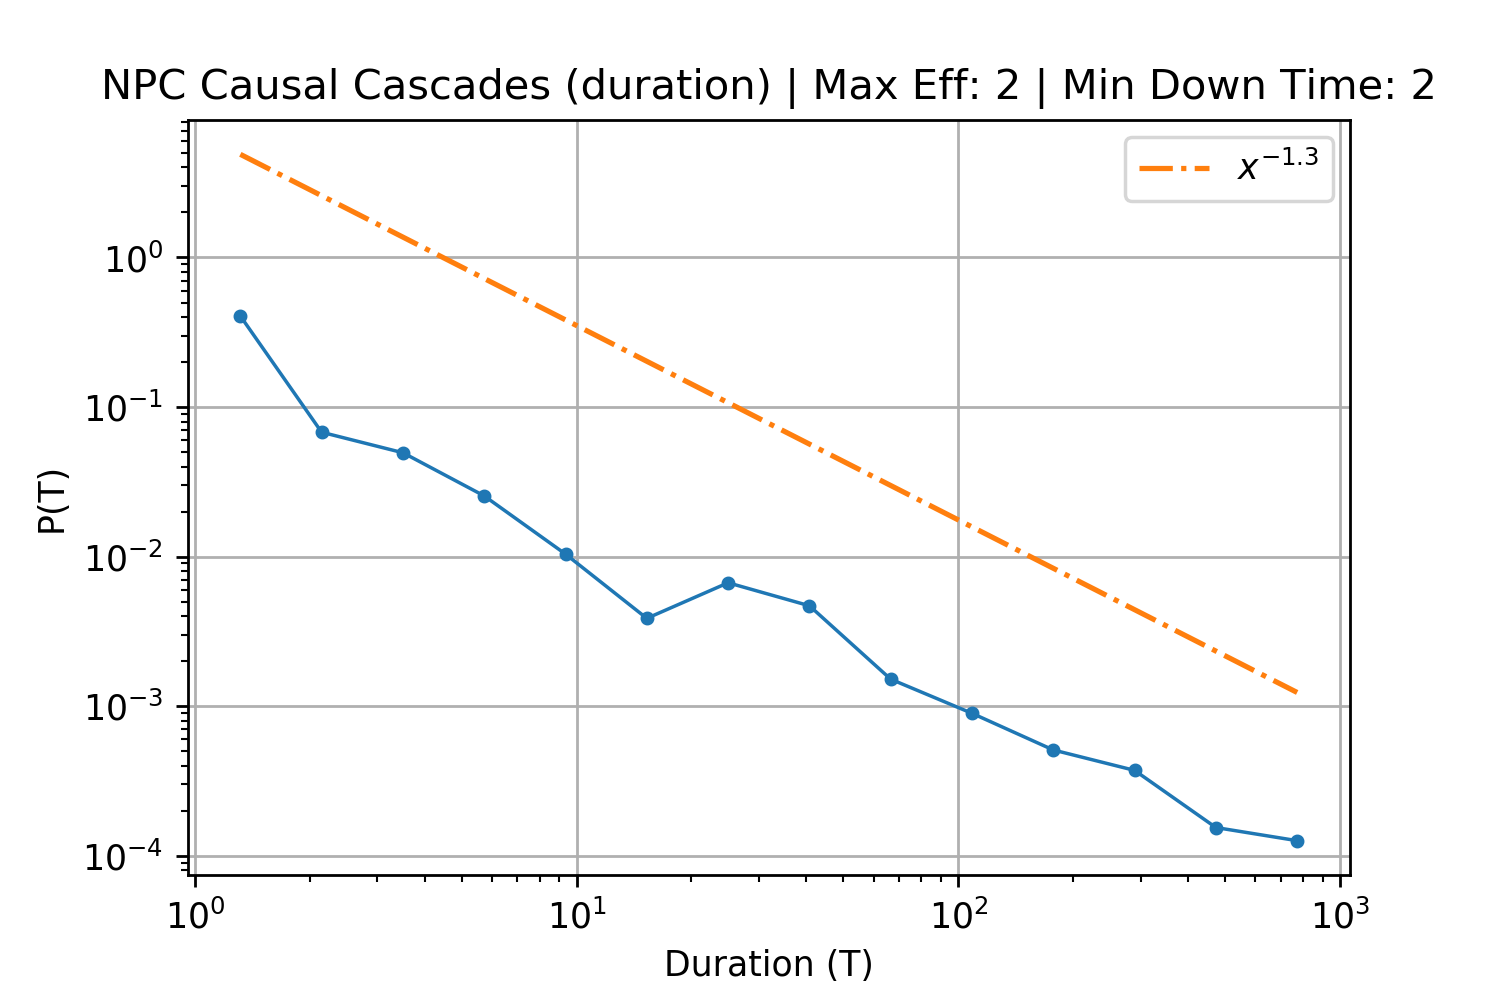 NPC Causal Cascades (duration) | Max Eff: 2 | Min Down Time: 2
x^{-1.3}
10^0
10^{-1}
10^{-2}
10^{-3}
10^{-4}
P(T)
10^0 10^1 10^2 10^3
Duration (T)